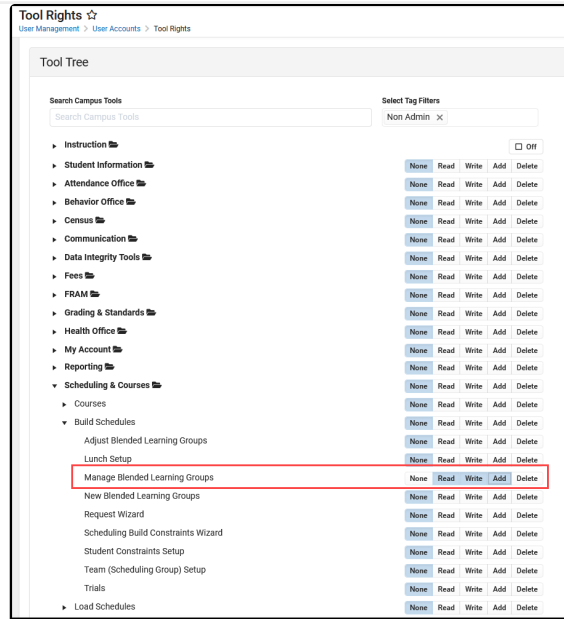 Tool Rights
User Management > User Accounts > Tool Rights
Tool Tree
Search Campus Tools Select Tag Filters
Search Campus Tools Non Admin ×
Instruction Off
Student Information None Read Write Add Delete
Attendance Office None Read Write Add Delete
Behavior Office None Read Write Add Delete
Census None Read Write Add Delete
Communication None Read Write Add Delete
Data Integrity Tools None Read Write Add Delete
Fees None Read Write Add Delete
FRAM None Read Write Add Delete
Grading & Standards None Read Write Add Delete
Health Office None Read Write Add Delete
My Account None Read Write Add Delete
Reporting None Read Write Add Delete
Scheduling & Courses None Read Write Add Delete
Courses None Read Write Add Delete
Build Schedules None Read Write Add Delete
Adjust Blended Learning Groups None Read Write Add Delete
Lunch Setup None Read Write Add Delete
Manage Blended Learning Groups None Read Write Add Delete
New Blended Learning Groups None Read Write Add Delete
Request Wizard None Read Write Add Delete
Scheduling Build Constraints Wizard None Read Write Add Delete
Student Constraints Setup None Read Write Add Delete
Team (Scheduling Group) Setup None Read Write Add Delete
Trials None Read Write Add Delete
Load Schedules None Read Write Add Delete